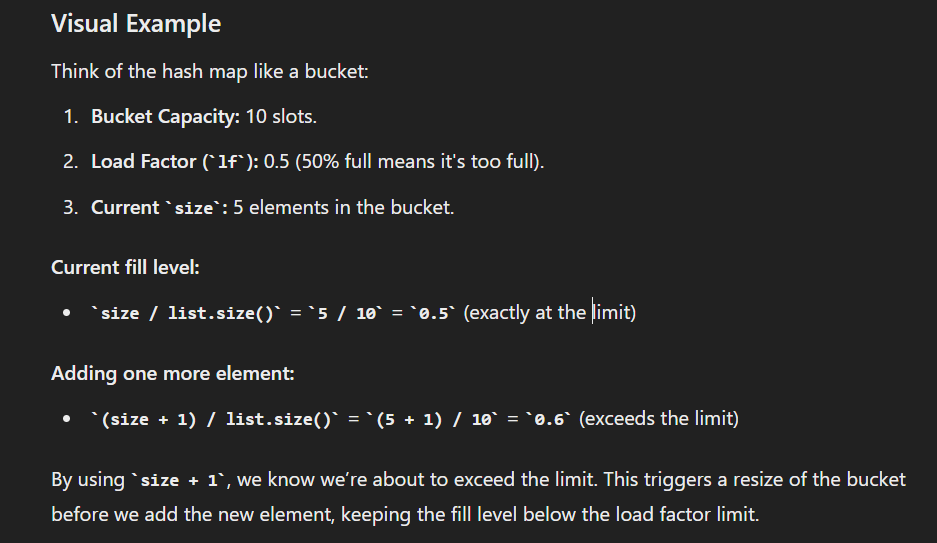 Visual Example
Think of the hash map like a bucket:
1. Bucket Capacity: 10 slots.
2. Load Factor (`lf`): 0.5 (50% full means it's too full).
3. Current `size`: 5 elements in the bucket.
Current fill level:
• `size / list.size()` = `5 / 10` = `0.5` (exactly at the limit)
Adding one more element:
• `(size + 1) / list.size()` = `(5 + 1) / 10` = `0.6` (exceeds the limit)
By using `size + 1`, we know we’re about to exceed the limit. This triggers a resize of the bucket
before we add the new element, keeping the fill level below the load factor limit.